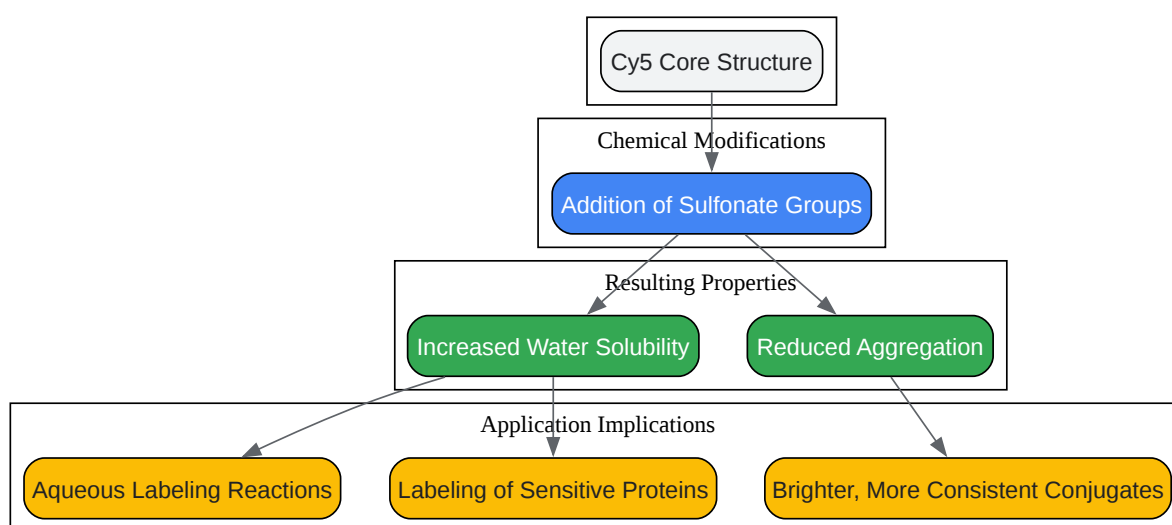 Cy5 Core Structure
Chemical Modifications
Addition of Sulfonate Groups
Resulting Properties
Increased Water Solubility
Reduced Aggregation
Application Implications
Aqueous Labeling Reactions
Labeling of Sensitive Proteins
Brighter, More Consistent Conjugates